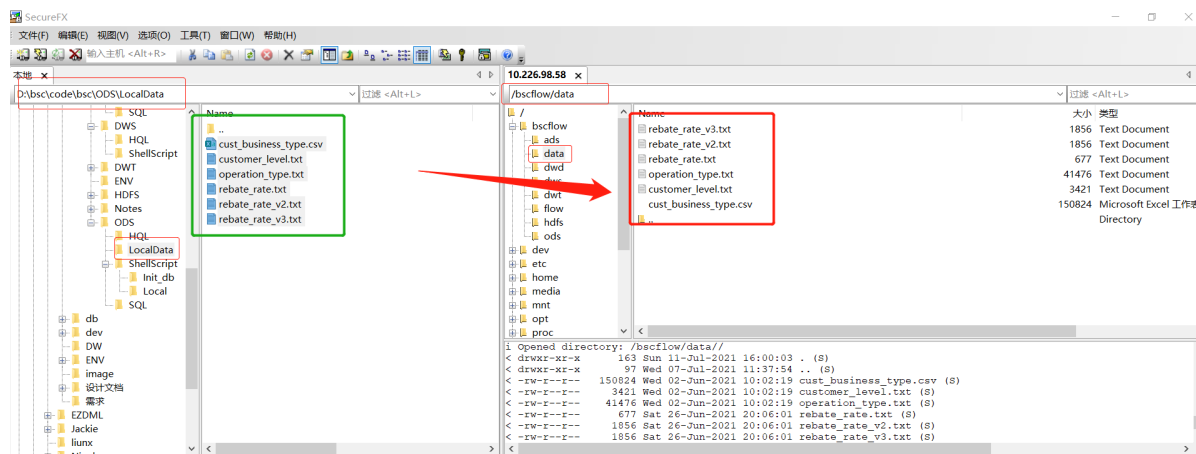 SecureFX
文件(F) 编辑(E) 视图(V) 选项(O) 工具(T) 窗口(W) 帮助(H)
输入主机 <Alt+R>
本地
D:\bsc\code\bsc\ODS\LocalData
过滤 <Alt+L>
SQL
DWS
HQL
ShellScript
DWT
ENV
HDFS
Notes
ODS
HQL
LocalData
ShellScript
Init_db
Local
SQL
db
dev
DW
ENV
image
设计文档
需求
EZDML
Jackie
liunx
Name
..
cust_business_type.csv
customer_level.txt
operation_type.txt
rebate_rate.txt
rebate_rate_v2.txt
rebate_rate_v3.txt
10.226.98.58
/bscflow/data
过滤 <Alt+L>
/
bscflow
ads
data
dwd
dws
dwt
flow
hdfs
ods
dev
etc
home
media
mnt
opt
proc
Name 大小 类型
rebate_rate_v3.txt 1856 Text Document
rebate_rate_v2.txt 1856 Text Document
rebate_rate.txt 677 Text Document
operation_type.txt 41476 Text Document
customer_level.txt 3421 Text Document
cust_business_type.csv 150824 Microsoft Excel 工作表
.. Directory
i Opened directory: /bscflow/data//
< drwxr-xr-x 163 Sun 11-Jul-2021 16:00:03 . (S)
< drwxr-xr-x 97 Wed 07-Jul-2021 11:37:54 .. (S)
< -rw-r--r-- 150824 Wed 02-Jun-2021 10:02:19 cust_business_type.csv (S)
< -rw-r--r-- 3421 Wed 02-Jun-2021 10:02:19 customer_level.txt (S)
< -rw-r--r-- 41476 Wed 02-Jun-2021 10:02:19 operation_type.txt (S)
< -rw-r--r-- 677 Sat 26-Jun-2021 20:06:01 rebate_rate.txt (S)
< -rw-r--r-- 1856 Sat 26-Jun-2021 20:06:01 rebate_rate_v2.txt (S)
< -rw-r--r-- 1856 Sat 26-Jun-2021 20:06:01 rebate_rate_v3.txt (S)